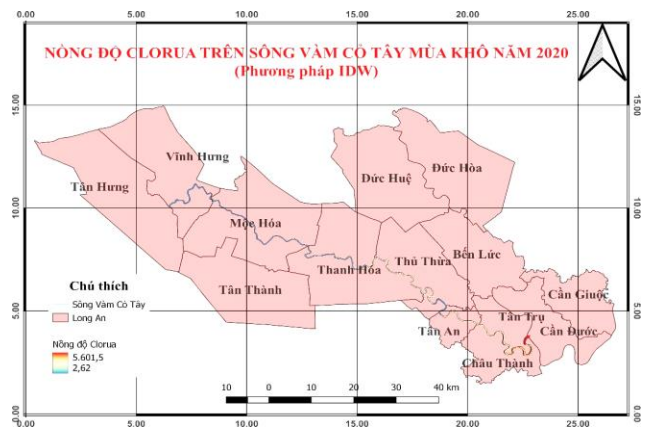 0.00 5.00 10.00 15.00 20.00 25.00
NỒNG ĐỘ CLORUA TRÊN SÔNG VÀM CỎ TÂY MÙA KHÔ NĂM 2020
(Phương pháp IDW)
15.00 15.00
Vĩnh Hưng
Đức Hòa
Đức Huệ
Tân Hưng
10.00 10.00
Mộc Hóa
Bến Lức
Thủ Thừa
Thanh Hóa
Tân Thành
Chú thích
Sông Vàm Cỏ Tây
Long An
Cần Giuộc
5.00 5.00
Tân Trụ
Cần Đước
Tân An
Nồng độ Clorua
5.601,5
2,62
Châu Thành
10 0 10 20 30 40 km
0.00 0.00
0.00 5.00 10.00 15.00 20.00 25.00